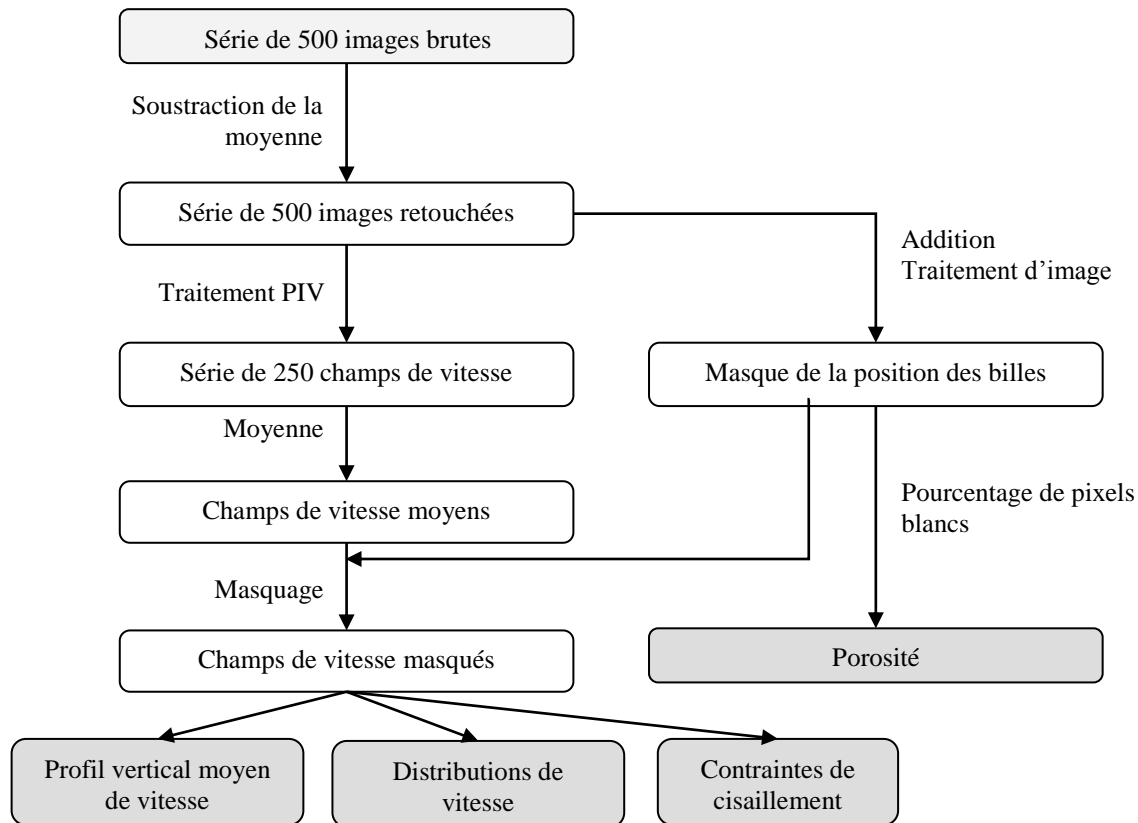 Série de 500 images brutes
Soustraction de la
moyenne
Série de 500 images retouchées
Addition
Traitement d’image
Traitement PIV
Série de 250 champs de vitesse
Masque de la position des billes
Moyenne
Champs de vitesse moyens
Pourcentage de pixels
blancs
Masquage
Champs de vitesse masqués
Porosité
Profil vertical moyen
de vitesse
Distributions de
vitesse
Contraintes de
cisaillement